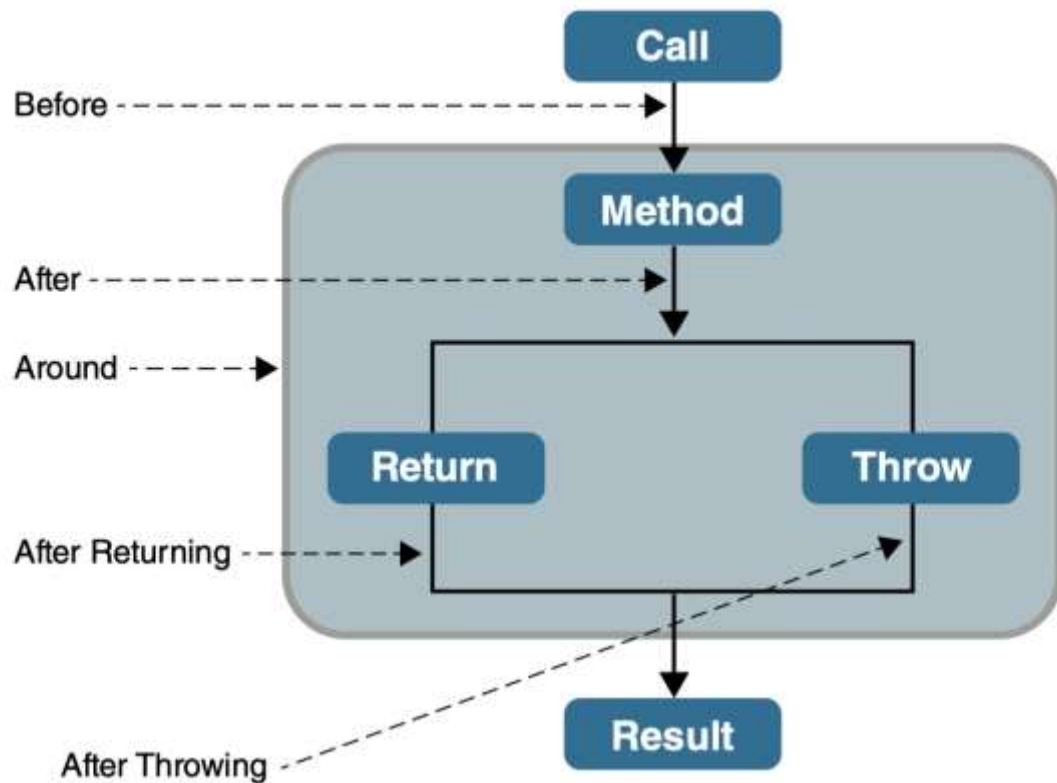 Call
Before
Method
After
Around
Return
Throw
After Returning
Result
After Throwing